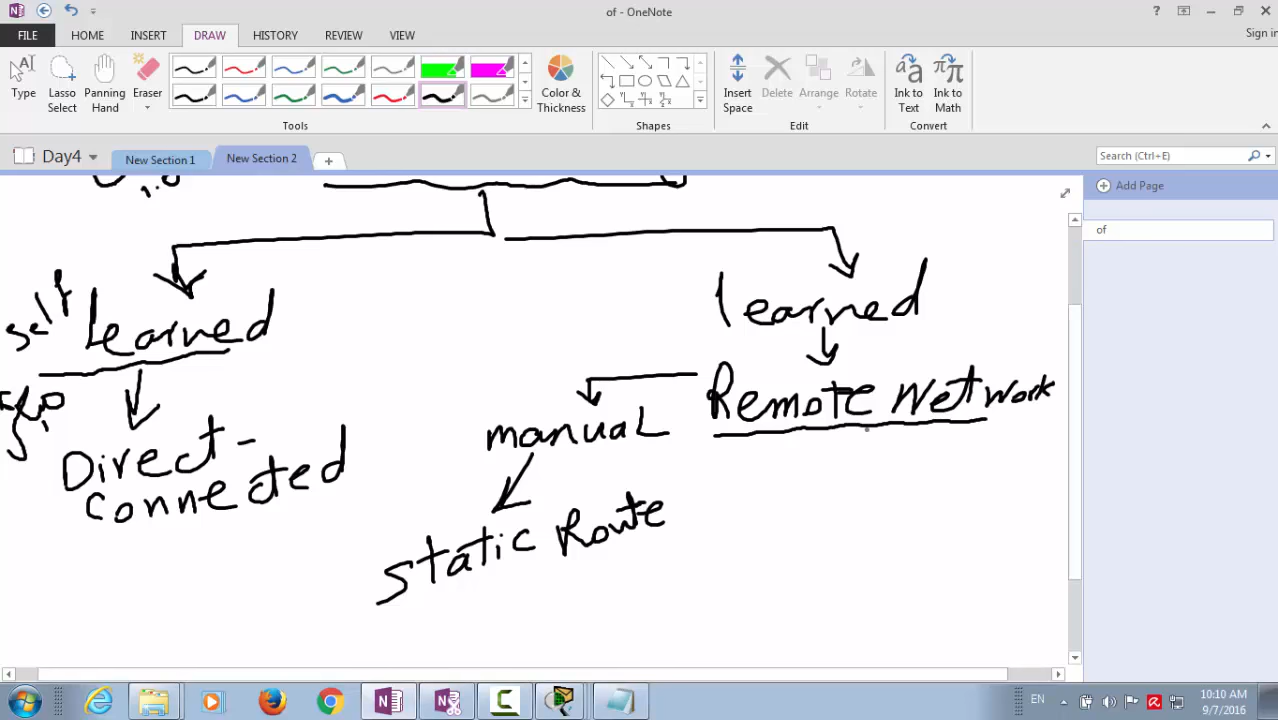 of - OneNote
Sign in
FILE HOME INSERT DRAW HISTORY REVIEW VIEW
Type
Lasso Select
Panning Hand
Eraser
Color & Thickness
Insert Space
Delete
Arrange
Rotate
Ink to Text
Ink to Math
Tools
Shapes
Edit
Convert
Day4
New Section 1
New Section 2
Search (Ctrl+E)
Add Page
of
self Learned
learned
Remote Network
manual
Direct-
connected
static Route
EN
10:10 AM
9/7/2016